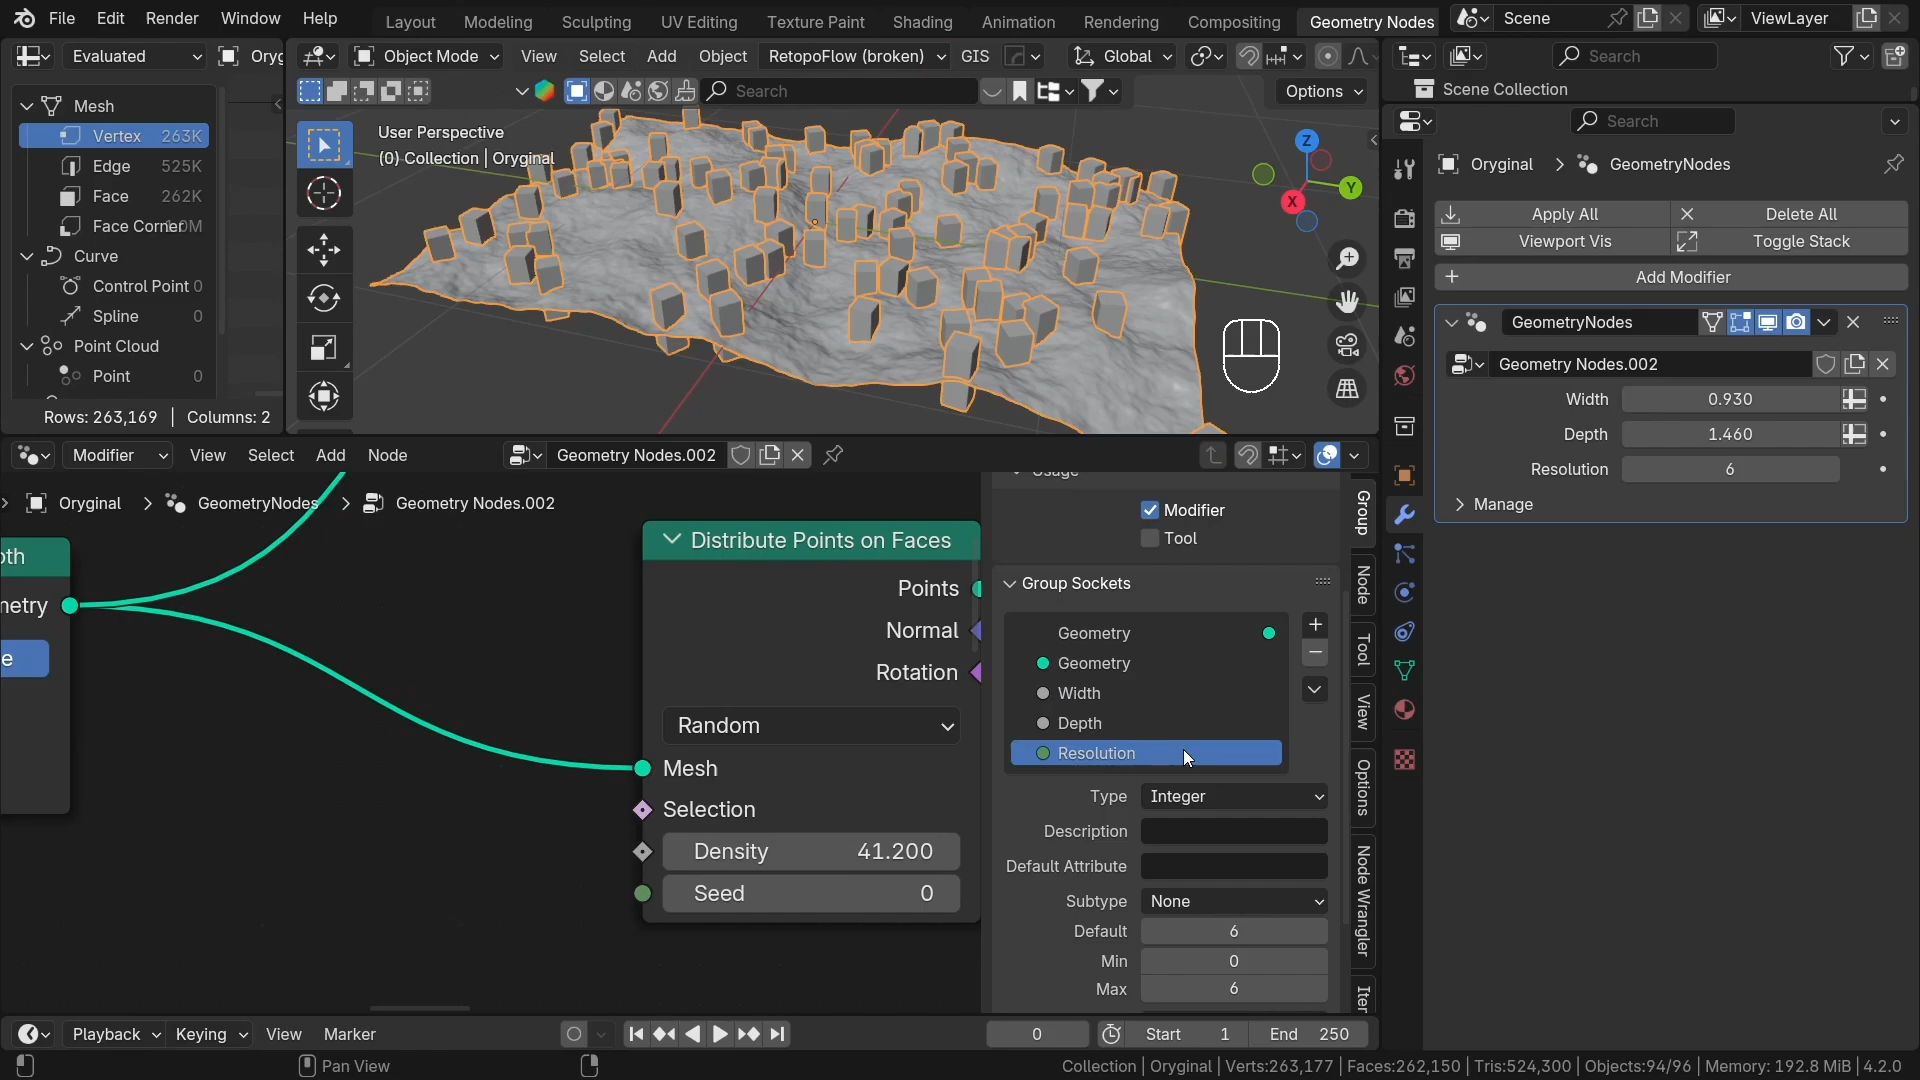 File Edit Render Window Help Layout Modeling Sculpting UV Editing Texture Paint Shading Animation Rendering Compositing Geometry Nodes Scene ViewLayer
Evaluated Oryg Object Mode View Select Add Object RetopoFlow (broken) GIS Global Search
Search Options Scene Collection
Mesh
Vertex 263K
Edge 525K
Face 262K
Face Corner
Curve
Control Point 0
Spline 0
Point Cloud
Point 0
Rows: 263,169 | Columns: 2
User Perspective
(0) Collection | Oryginal
Z
Y
X
Search
Oryginal > GeometryNodes
Apply All Delete All
Viewport Vis Toggle Stack
Add Modifier
GeometryNodes
Geometry Nodes.002
Width 0.930
Depth 1.460
Resolution 6
Manage
Modifier View Select Add Node Geometry Nodes.002
Oryginal > GeometryNodes > Geometry Nodes.002
pth
metry
e
Distribute Points on Faces
Points
Normal
Rotation
Random
Mesh
Selection
Density 41.200
Seed 0
Usage
Modifier
Tool
Group Sockets
Geometry
Geometry
Width
Depth
Resolution
Type Integer
Description
Default Attribute
Subtype None
Default 6
Min 0
Max 6
Group
Node
Tool
View
Options
Node Wrangler
Iter
Playback Keying View Marker 0 Start 1 End 250
Pan View Collection | Oryginal | Verts:263,177 | Faces:262,150 | Tris:524,300 | Objects:94/96 | Memory: 192.8 MiB | 4.2.0